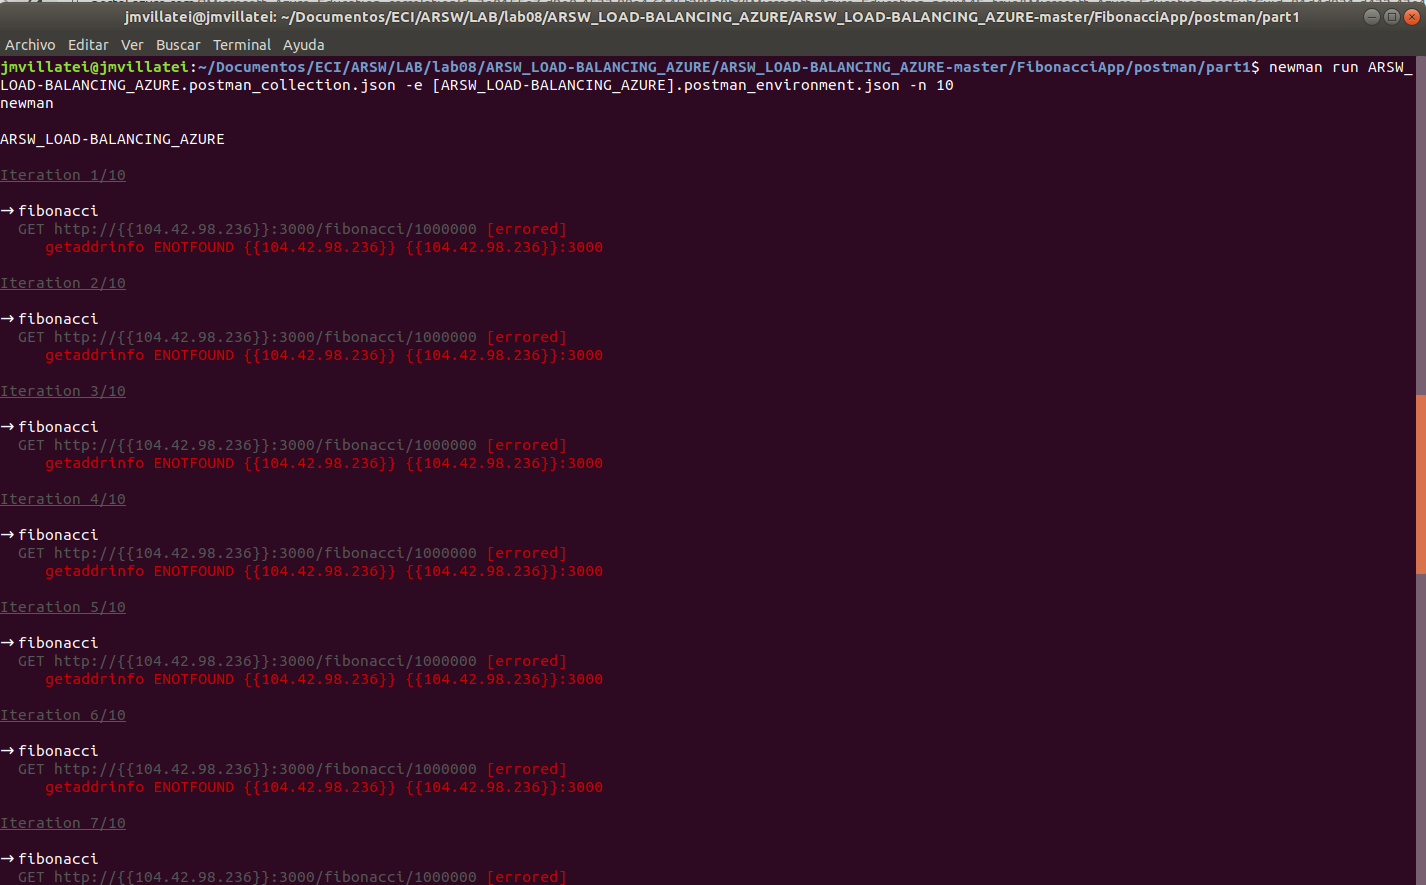 jmvillatei@jmvillatei: ~/Documentos/ECI/ARSW/LAB/lab08/ARSW_LOAD-BALANCING_AZURE/ARSW_LOAD-BALANCING_AZURE-master/FibonacciApp/postman/part1
Archivo Editar Ver Buscar Terminal Ayuda
jmvillatei@jmvillatei:~/Documentos/ECI/ARSW/LAB/lab08/ARSW_LOAD-BALANCING_AZURE/ARSW_LOAD-BALANCING_AZURE-master/FibonacciApp/postman/part1$ newman run ARSW_
LOAD-BALANCING_AZURE.postman_collection.json -e [ARSW_LOAD-BALANCING_AZURE].postman_environment.json -n 10
newman
ARSW_LOAD-BALANCING_AZURE
Iteration 1/10
→ fibonacci
GET http://{{104.42.98.236}}:3000/fibonacci/1000000 [errored]
getaddrinfo ENOTFOUND {{104.42.98.236}} {{104.42.98.236}}:3000
Iteration 2/10
→ fibonacci
GET http://{{104.42.98.236}}:3000/fibonacci/1000000 [errored]
getaddrinfo ENOTFOUND {{104.42.98.236}} {{104.42.98.236}}:3000
Iteration 3/10
→ fibonacci
GET http://{{104.42.98.236}}:3000/fibonacci/1000000 [errored]
getaddrinfo ENOTFOUND {{104.42.98.236}} {{104.42.98.236}}:3000
Iteration 4/10
→ fibonacci
GET http://{{104.42.98.236}}:3000/fibonacci/1000000 [errored]
getaddrinfo ENOTFOUND {{104.42.98.236}} {{104.42.98.236}}:3000
Iteration 5/10
→ fibonacci
GET http://{{104.42.98.236}}:3000/fibonacci/1000000 [errored]
getaddrinfo ENOTFOUND {{104.42.98.236}} {{104.42.98.236}}:3000
Iteration 6/10
→ fibonacci
GET http://{{104.42.98.236}}:3000/fibonacci/1000000 [errored]
getaddrinfo ENOTFOUND {{104.42.98.236}} {{104.42.98.236}}:3000
Iteration 7/10
→ fibonacci
GET http://{{104.42.98.236}}:3000/fibonacci/1000000 [errored]